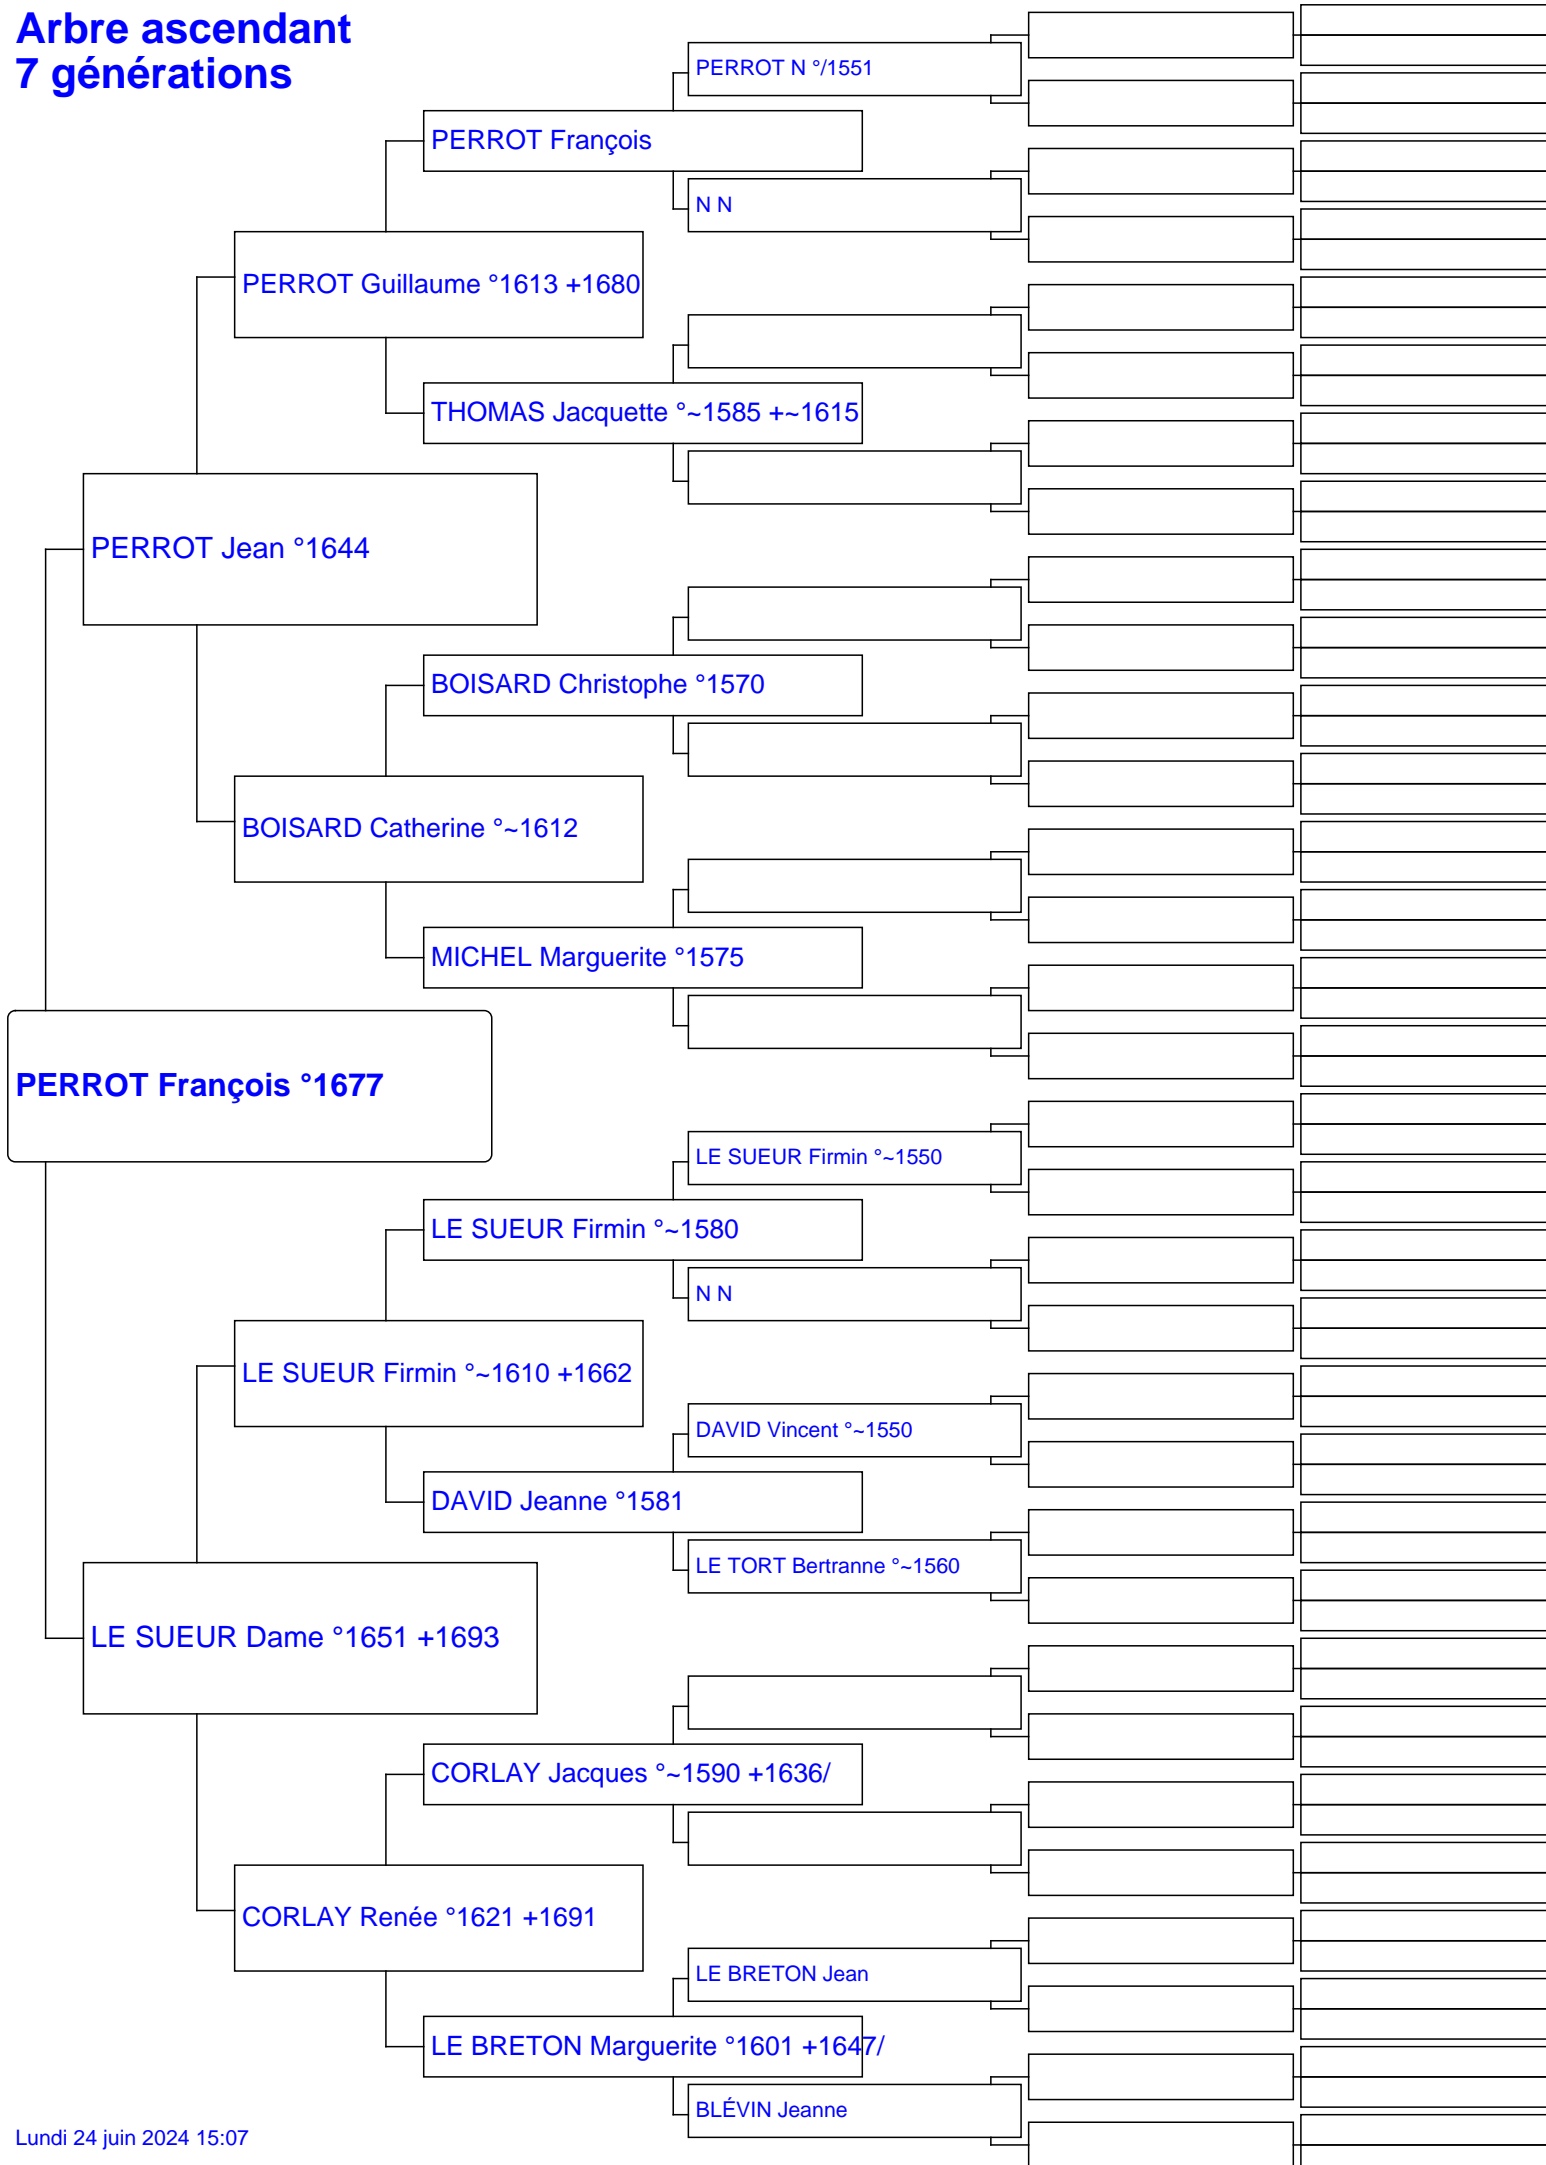 Arbre ascendant
7 générations
PERROT N °/1551
PERROT François
N N
PERROT Guillaume °1613 +1680
THOMAS Jacquette °~1585 +~1615
PERROT Jean °1644
BOISARD Christophe °1570
BOISARD Catherine °~1612
MICHEL Marguerite °1575
PERROT François °1677
LE SUEUR Firmin °~1550
LE SUEUR Firmin °~1580
N N
LE SUEUR Firmin °~1610 +1662
DAVID Vincent °~1550
DAVID Jeanne °1581
LE TORT Bertranne °~1560
LE SUEUR Dame °1651 +1693
CORLAY Jacques °~1590 +1636/
CORLAY Renée °1621 +1691
LE BRETON Jean
LE BRETON Marguerite °1601 +1647/
BLÉVIN Jeanne
Lundi 24 juin 2024 15:07